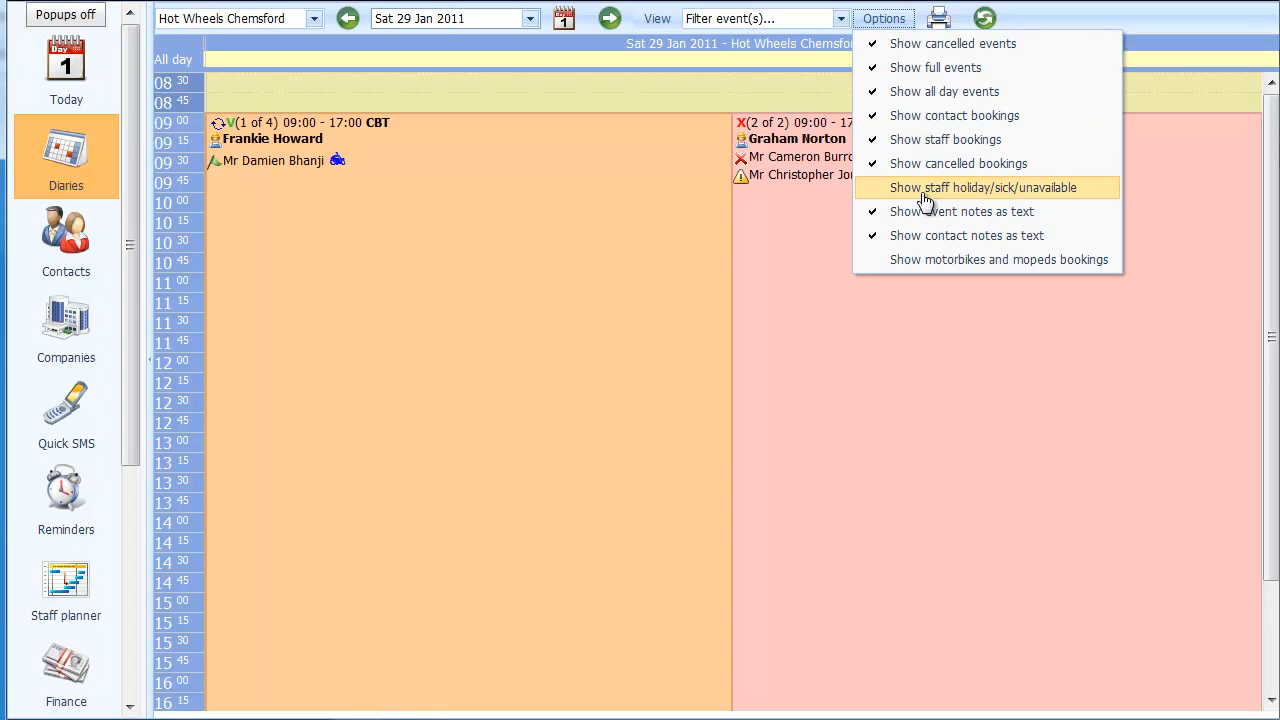 Popups off
Day
1
Today
Diaries
Contacts
Companies
Quick SMS
Reminders
Staff planner
Finance
Hot Wheels Chemsford
Sat 29 Jan 2011
Day
1
View
Filter event(s)...
Options
Sat 29 Jan 2011 - Hot Wheels Chemsfor
All day
08 30
08 45
09 00
09 15
09 30
09 45
10 00
10 15
10 30
10 45
11 00
11 15
11 30
11 45
12 00
12 15
12 30
12 45
13 00
13 15
13 30
13 45
14 00
14 15
14 30
14 45
15 00
15 15
15 30
15 45
16 00
16 15
V(1 of 4) 09:00 - 17:00 CBT
Frankie Howard
Mr Damien Bhanji
X(2 of 2) 09:00 - 17
Graham Norton
Mr Cameron Burro
Mr Christopher Jon
Show cancelled events
Show full events
Show all day events
Show contact bookings
Show staff bookings
Show cancelled bookings
Show staff holiday/sick/unavailable
Show event notes as text
Show contact notes as text
Show motorbikes and mopeds bookings